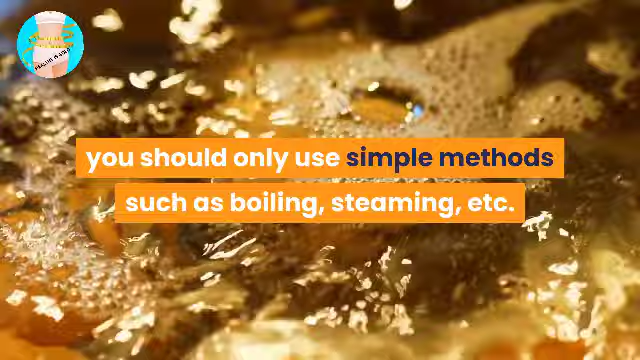 you should only use simple methods
such as boiling, steaming, etc.